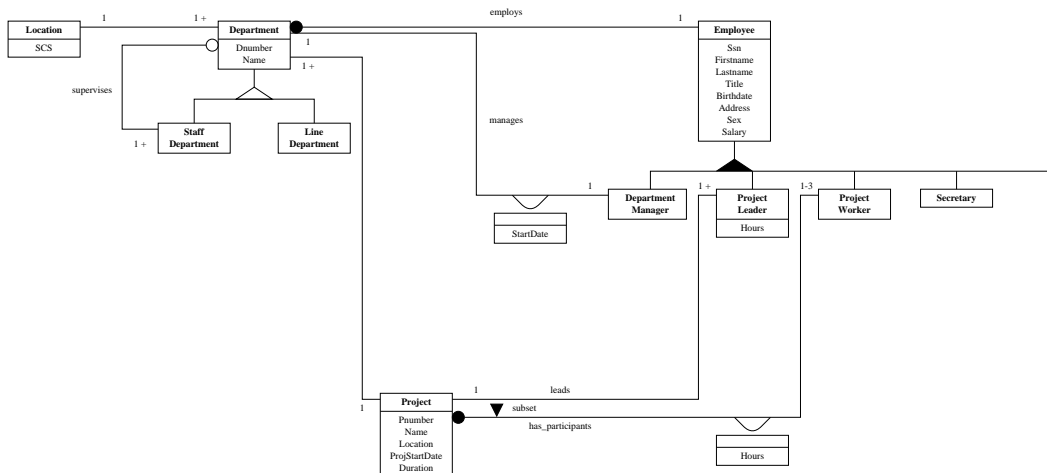 employs
1
1 +
1
Location
SCS
Department
Dnumber
Name
1
1 +
Employee
Ssn
Firstname
Lastname
Title
Birthdate
Address
Sex
Salary
supervises
manages
Staff
Department
Line
Department
1 +
1
1 +
1-3
Department
Manager
Project
Leader
Hours
Project
Worker
Secretary
StartDate
1
leads
1
subset
has_participants
Project
Pnumber
Name
Location
ProjStartDate
Duration
Hours